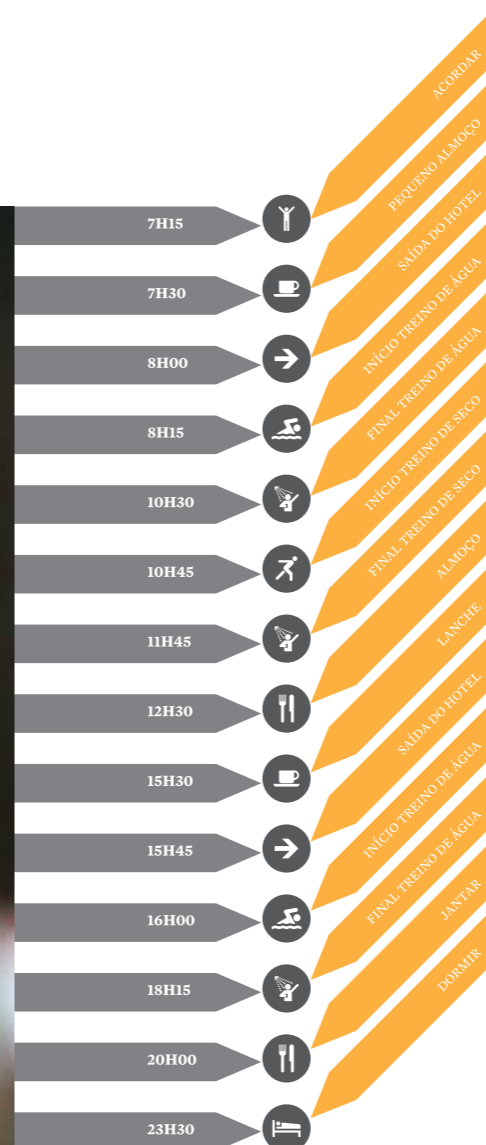 7H15
ACORDAR
7H30
PEQUENO ALMOÇO
8H00
SAÍDA DO HOTEL
8H15
INÍCIO TREINO DE ÁGUA
10H30
FINAL TREINO DE ÁGUA
10H45
INÍCIO TREINO DE SECO
11H45
FINAL TREINO DE SECO
12H30
ALMOÇO
15H30
LANCHE
15H45
SAÍDA DO HOTEL
16H00
INÍCIO TREINO DE ÁGUA
18H15
FINAL TREINO DE ÁGUA
20H00
JANTAR
23H30
DORMIR